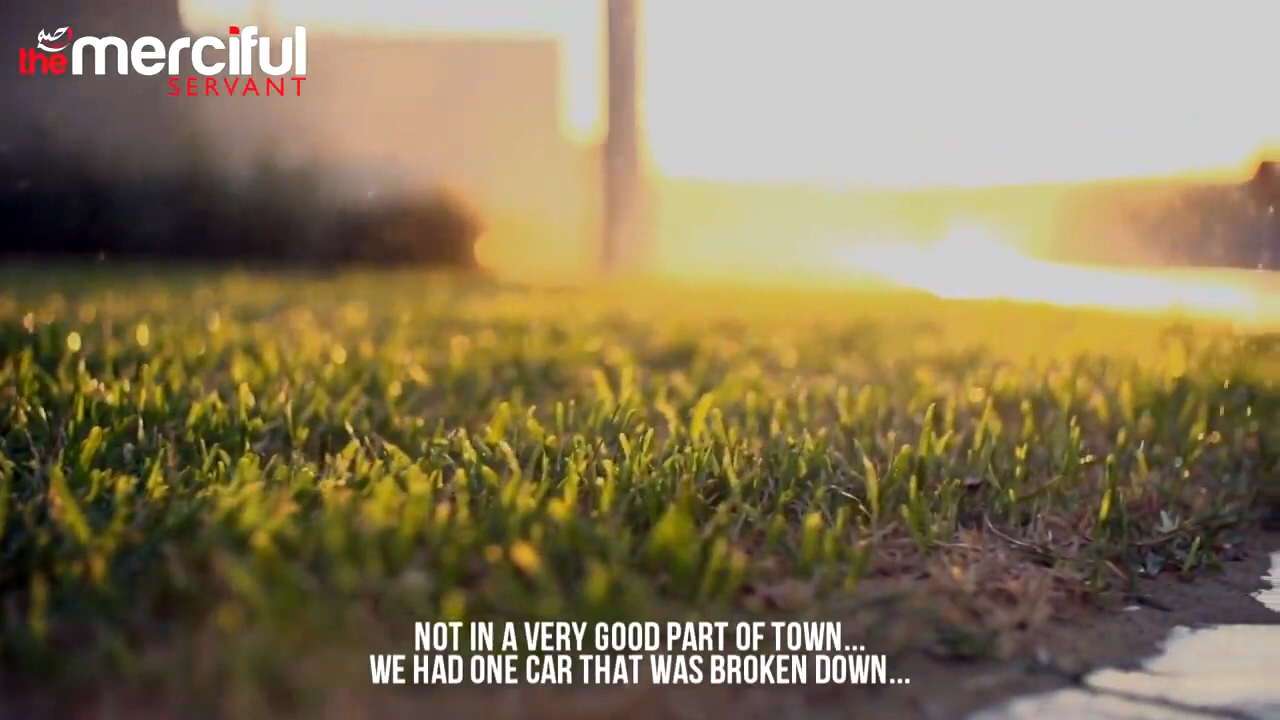 the merciful
SERVANT
NOT IN A VERY GOOD PART OF TOWN...
WE HAD ONE CAR THAT WAS BROKEN DOWN...